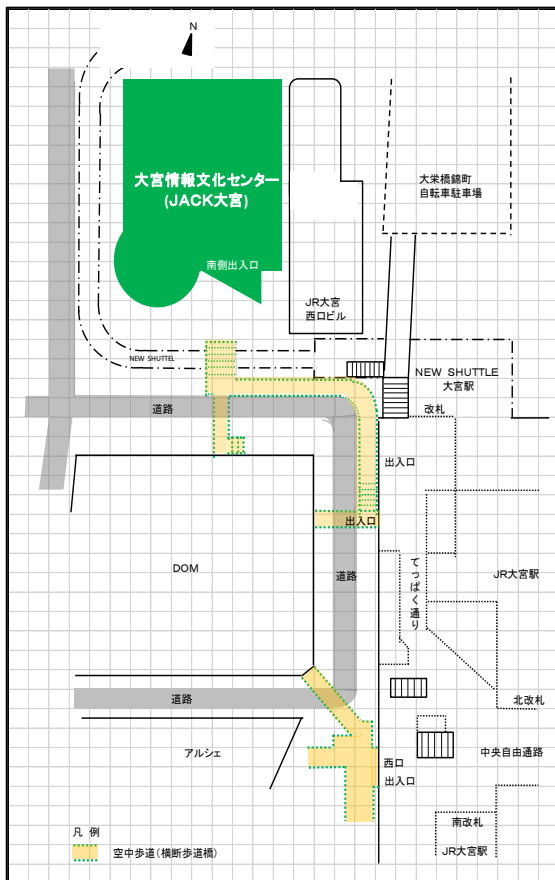 N
大宮情報文化センター
(JACK大宮)
南側出入口
大栄橋錦町
自転車駐車場
JR大宮
西口ビル
NEW SHUTTEL
NEW SHUTTLE
大宮駅
道路
改札
出入口
出入口
DOM
道路
てっぱく通り
JR大宮駅
道路
北改札
アルシェ
西口
出入口
中央自由通路
凡 例
空中歩道(横断歩道橋)
南改札
JR大宮駅